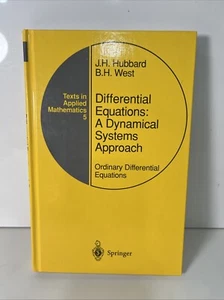 J.H. Hubbard
B.H. West
Texts in
Applied
Mathematics
5
Differential
Equations:
A Dynamical
Systems
Approach
Ordinary Differential
Equations
Springer